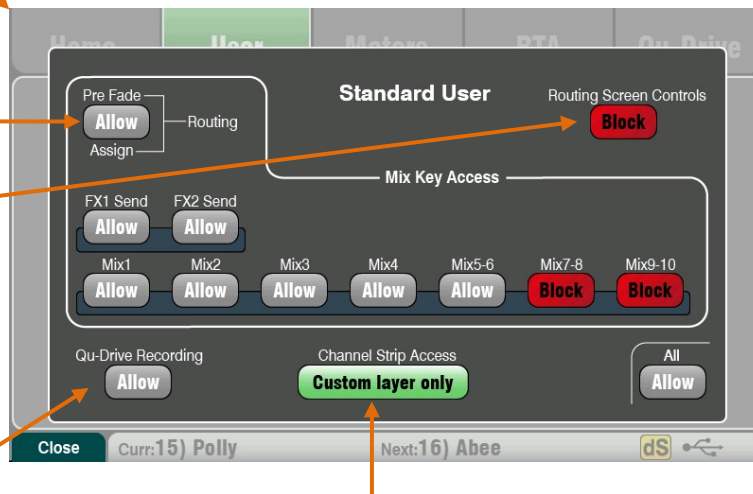 Home User Meters RTA Qu-Drive
Standard User
Pre Fade
Allow
Routing
Assign
Routing Screen Controls
Block
Mix Key Access
FX1 Send FX2 Send
Allow Allow
Mix1 Mix2 Mix3 Mix4 Mix5-6 Mix7-8 Mix9-10
Allow Allow Allow Allow Allow Block Block
Qu-Drive Recording Channel Strip Access All
Allow Custom layer only Allow
Close Curr:15) Polly Next:16) Abee dS